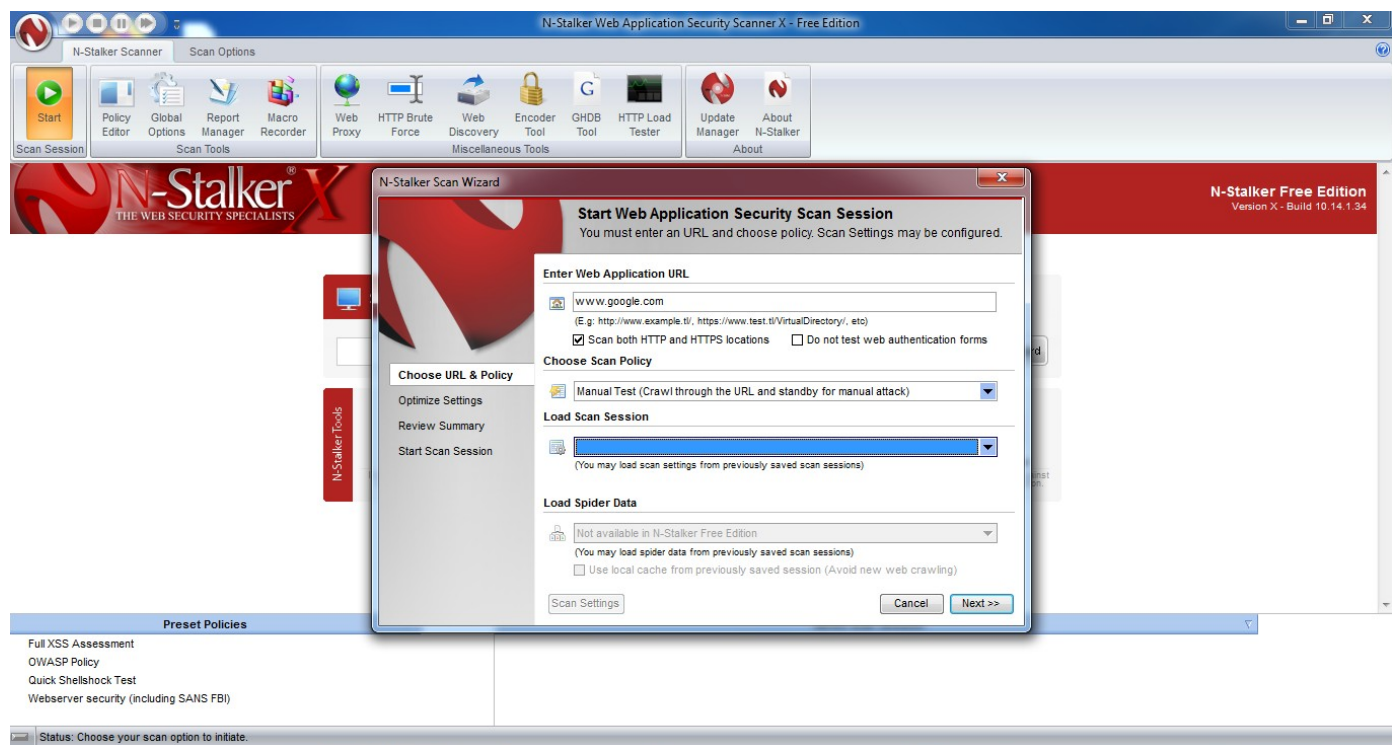 N-Stalker Web Application Security Scanner X - Free Edition
N-Stalker Scanner
Scan Options
Start
Policy Editor
Global Options
Report Manager
Macro Recorder
Web Proxy
HTTP Brute Force
Web Discovery
Encoder Tool
GHDB Tool
HTTP Load Tester
Update Manager
About N-Stalker
Scan Session
Scan Tools
Miscellaneous Tools
About
N-Stalker® X
THE WEB SECURITY SPECIALISTS
N-Stalker Free Edition
Version X - Build 10.14.1.34
N-Stalker Scan Wizard
Start Web Application Security Scan Session
You must enter an URL and choose policy. Scan Settings may be configured.
Choose URL & Policy
Optimize Settings
Review Summary
Start Scan Session
Enter Web Application URL
www.google.com
(E.g: http://www.example.tl/, https://www.test.tl/VirtualDirectory/, etc)
Scan both HTTP and HTTPS locations
Do not test web authentication forms
Choose Scan Policy
Manual Test (Crawl through the URL and standby for manual attack)
Load Scan Session
(You may load scan settings from previously saved scan sessions)
Load Spider Data
Not available in N-Stalker Free Edition
(You may load spider data from previously saved scan sessions)
Use local cache from previously saved session (Avoid new web crawling)
Scan Settings
Cancel
Next >>
N-Stalker Tools
Preset Policies
Full XSS Assessment
OWASP Policy
Quick Shellshock Test
Webserver security (including SANS FBI)
Status: Choose your scan option to initiate.